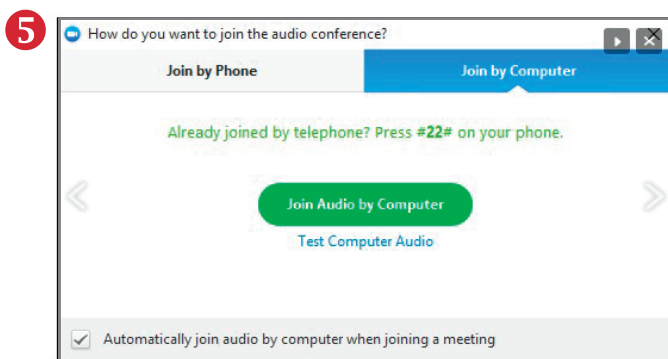 5
How do you want to join the audio conference?
Join by Phone
Join by Computer
Already joined by telephone? Press #22# on your phone.
Join Audio by Computer
Test Computer Audio
Automatically join audio by computer when joining a meeting